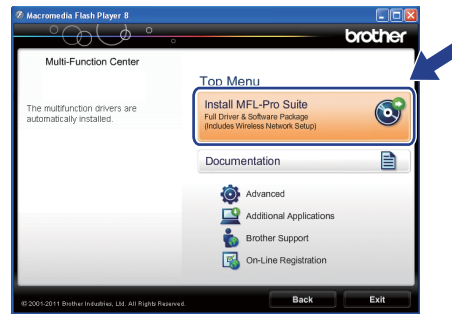 Macromedia Flash Player 8
brother
Multi-Function Center
The multifunction drivers are
automatically installed.
Top Menu
Install MFL-Pro Suite
Full Driver & Software Package
(Includes Wireless Network Setup)
Documentation
Advanced
Additional Applications
Brother Support
On-Line Registration
© 2001-2011 Brother Industries, Ltd. All Rights Reserved.
Back
Exit